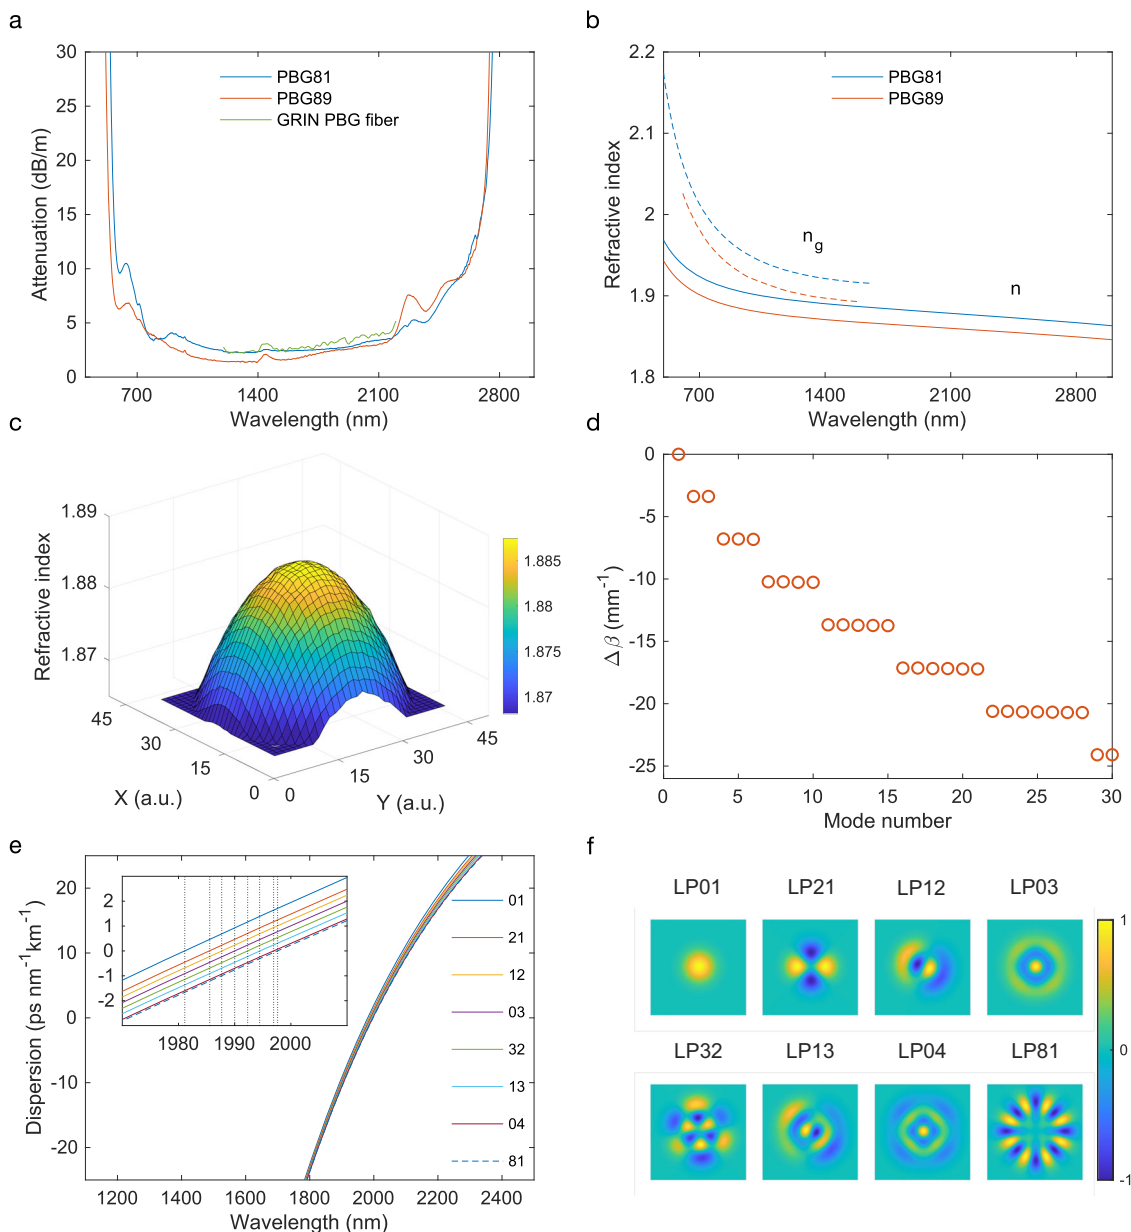 a
30
25
20
15
10
5
0
Attenuation (dB/m)
PBG81
PBG89
GRIN PBG fiber
700 1400 2100 2800
Wavelength (nm)
b
2.2
2.1
2
1.9
1.8
Refractive index
PBG81
PBG89
ng
n
700 1400 2100 2800
Wavelength (nm)
c
1.89
1.88
1.87
Refractive index
45
30
15
0
X (a.u.)
0
15
30
45
Y (a.u.)
1.885
1.88
1.875
1.87
d
0
-5
-10
-15
-20
-25
Δβ (mm-1)
0 5 10 15 20 25 30
Mode number
e
20
10
0
-10
-20
Dispersion (ps nm-1km-1)
2
1
0
-1
-2
1980 1990 2000
01
21
12
03
32
13
04
81
1200 1400 1600 1800 2000 2200 2400
Wavelength (nm)
f
LP01 LP21 LP12 LP03
LP32 LP13 LP04 LP81
1
0
-1